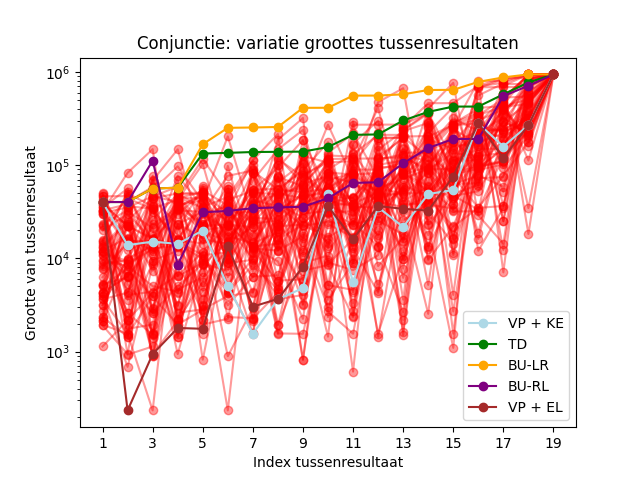 Conjunctie: variatie groottes tussenresultaten
Grootte van tussenresultaat
10^6
10^5
10^4
10^3
VP + KE
TD
BU-LR
BU-RL
VP + EL
1 3 5 7 9 11 13 15 17 19
Index tussenresultaat